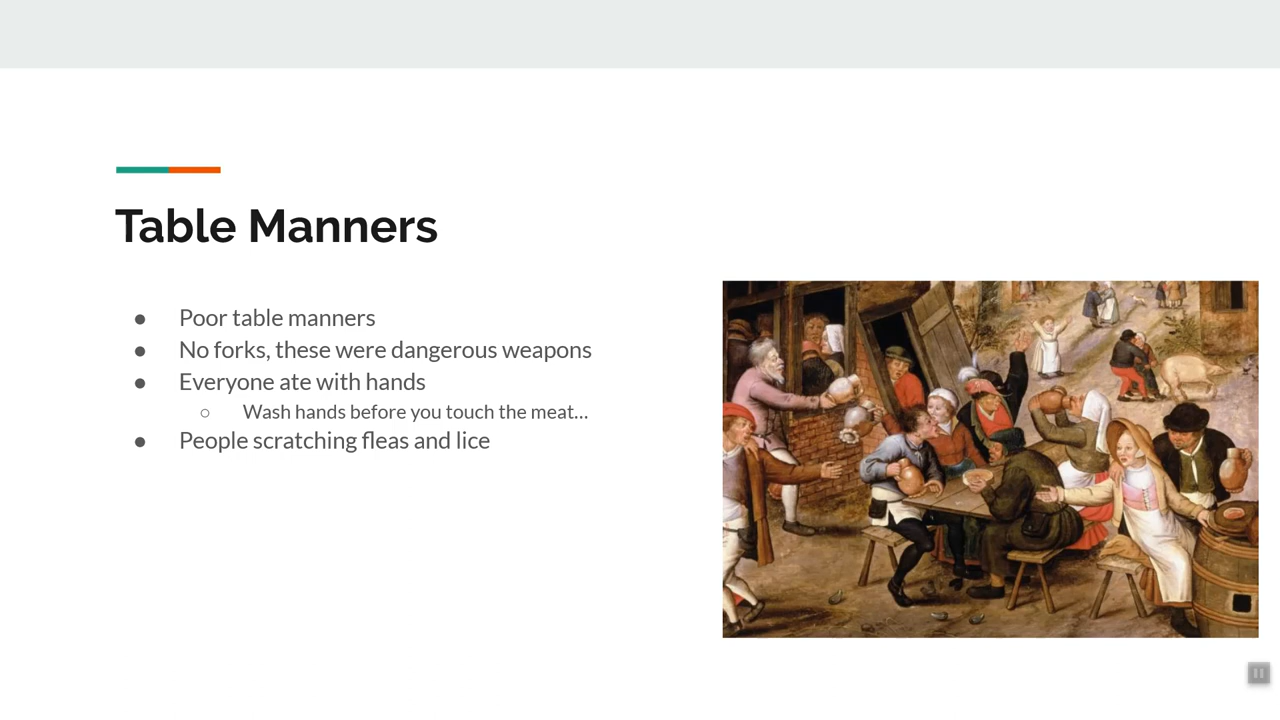 Table Manners
● Poor table manners
● No forks, these were dangerous weapons
● Everyone ate with hands
○ Wash hands before you touch the meat...
● People scratching fleas and lice